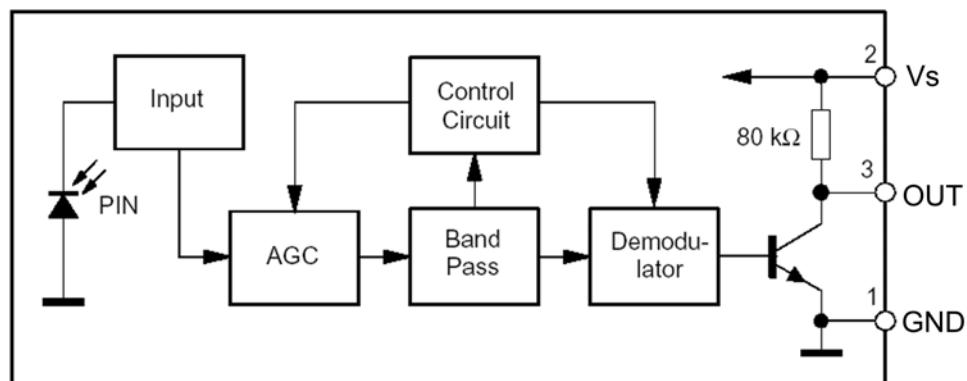 Input
PIN
AGC
Control
Circuit
Band
Pass
Demodu-
lator
80 kΩ
2
Vs
3
OUT
1
GND